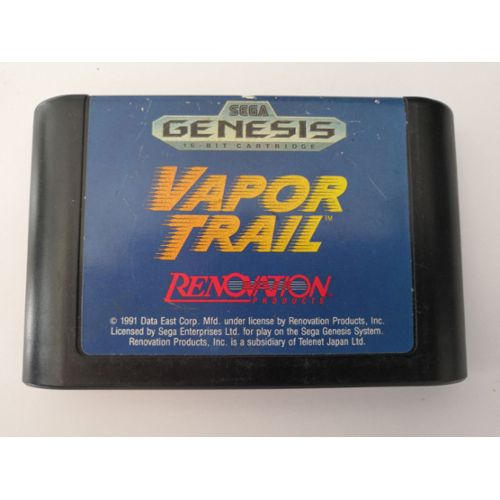 SEGA
GENESIS
16-BIT CARTRIDGE
VAPOR
TRAIL™
RENOVATION
PRODUCTS
© 1991 Data East Corp. Mfd. under license by Renovation Products, Inc.
Licensed by Sega Enterprises Ltd. for play on the Sega Genesis System.
Renovation Products, Inc. is a subsidiary of Telenet Japan Ltd.